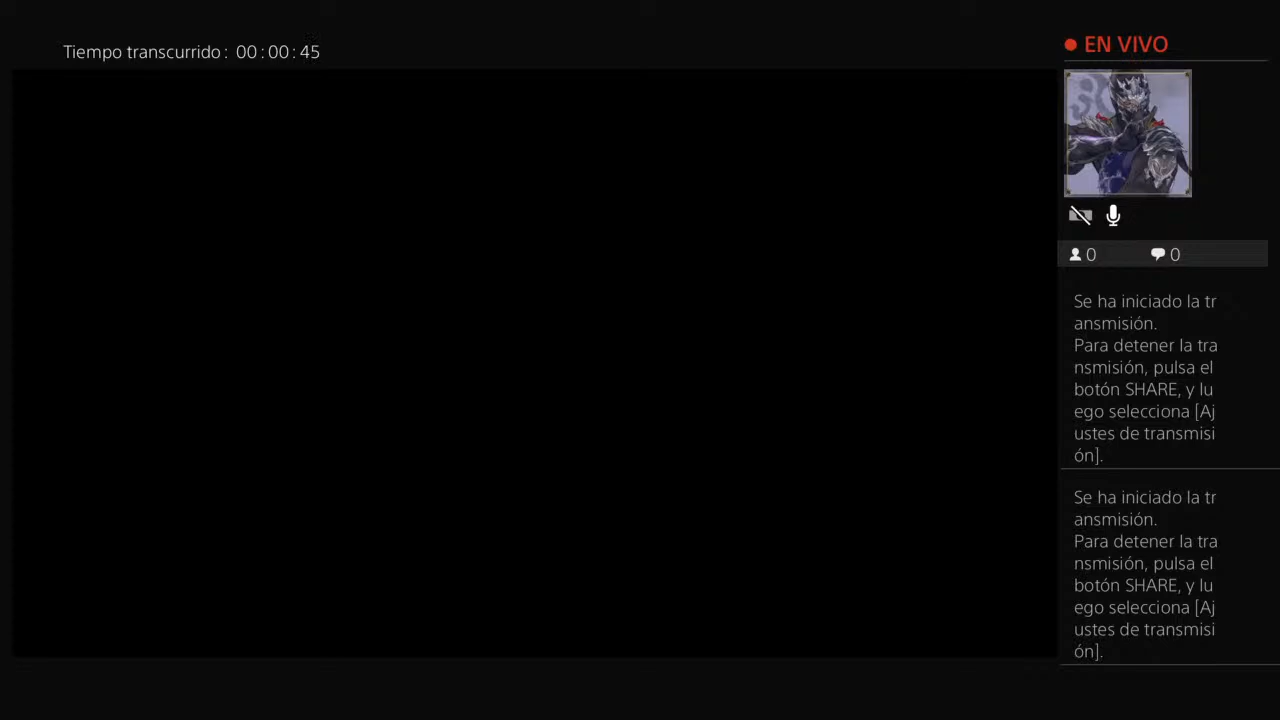 Tiempo transcurrido: 00:00:45
EN VIVO
0 0
Se ha iniciado la tr
ansmisión.
Para detener la tra
nsmisión, pulsa el
botón SHARE, y lu
ego selecciona [Aj
ustes de transmisi
ón].
Se ha iniciado la tr
ansmisión.
Para detener la tra
nsmisión, pulsa el
botón SHARE, y lu
ego selecciona [Aj
ustes de transmisi
ón].